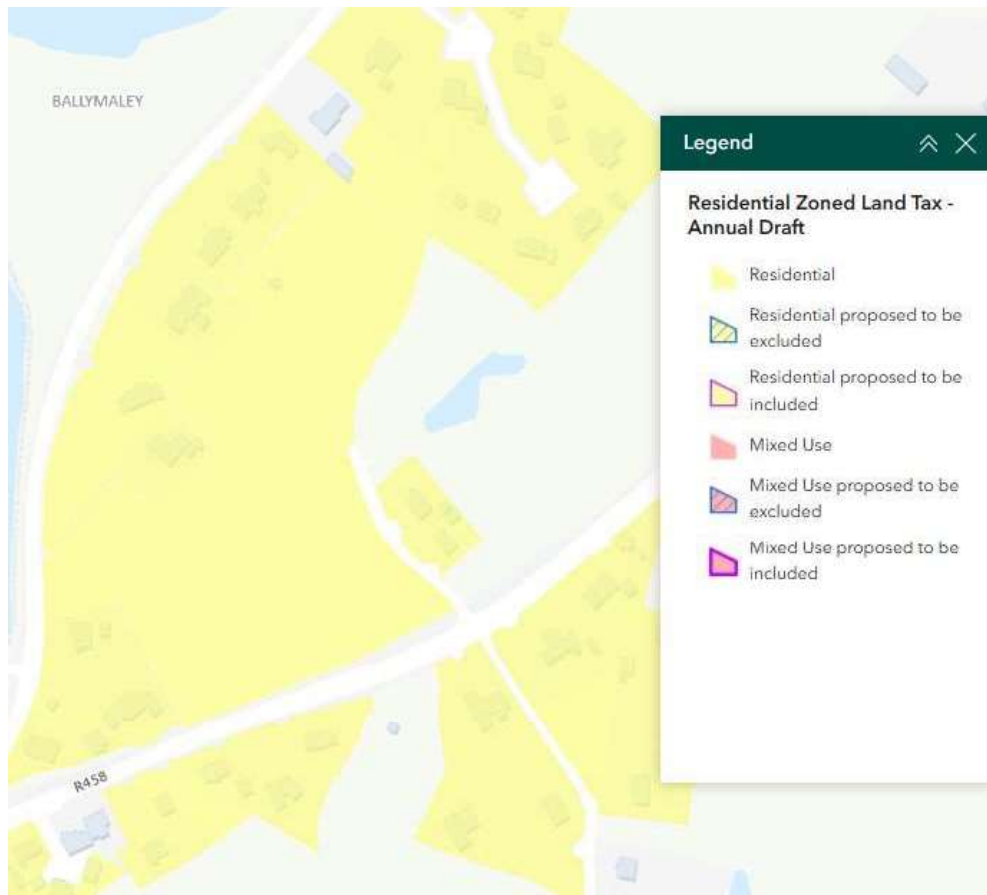 BALLYMALEY
R458
Legend
Residential Zoned Land Tax -
Annual Draft
Residential
Residential proposed to be
excluded
Residential proposed to be
included
Mixed Use
Mixed Use proposed to be
excluded
Mixed Use proposed to be
included